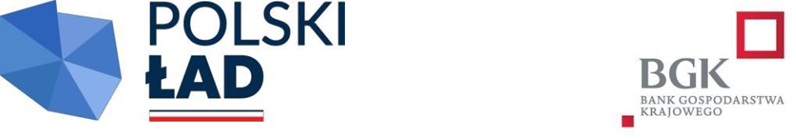 POLSKI
ŁAD
BGK
BANK GOSPODARSTWA
KRAJOWEGO